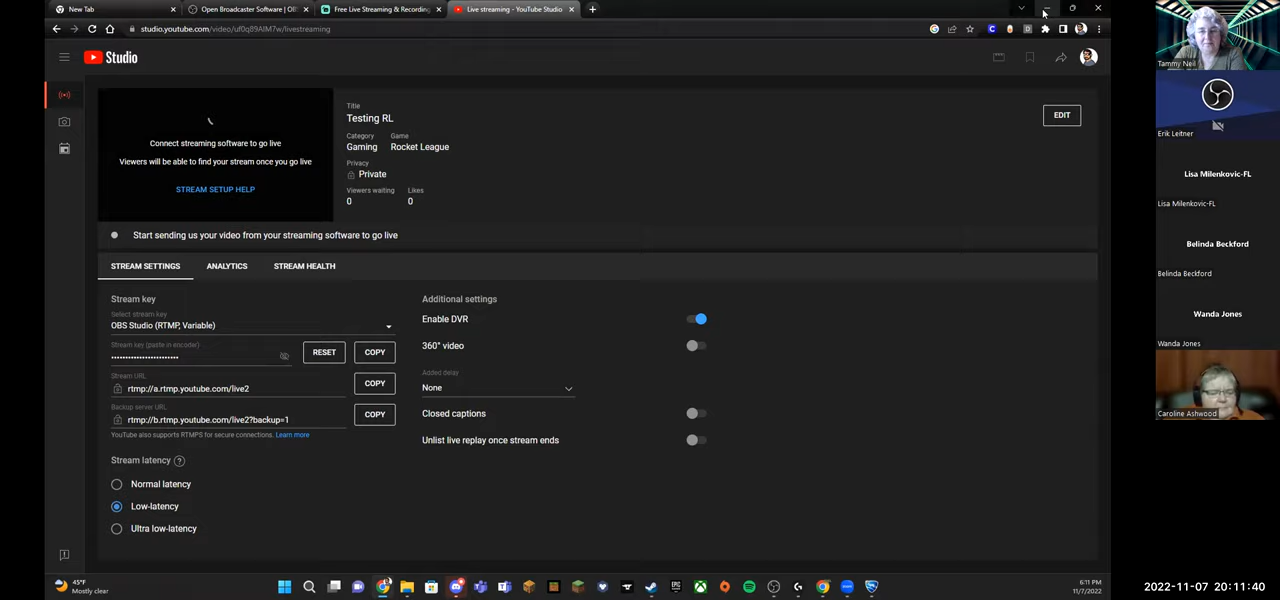 New Tab
Open Broadcaster Software | OBS
Free Live Streaming & Recording
Live streaming - YouTube Studio
studio.youtube.com/video/uf0q89AIM7w/livestreaming
Studio
Connect streaming software to go live
Viewers will be able to find your stream once you go live
STREAM SETUP HELP
Title
Testing RL
Category Game
Gaming Rocket League
Privacy
Private
Viewers waiting Likes
0 0
EDIT
Start sending us your video from your streaming software to go live
STREAM SETTINGS ANALYTICS STREAM HEALTH
Stream key
Select stream key
OBS Studio (RTMP, Variable)
Stream key (paste in encoder)
RESET COPY
Stream URL
rtmp://a.rtmp.youtube.com/live2
COPY
Backup server URL
rtmp://b.rtmp.youtube.com/live2?backup=1
COPY
YouTube also supports RTMPS for secure connections. Learn more
Stream latency
Normal latency
Low-latency
Ultra low-latency
Additional settings
Enable DVR
360° video
Added delay
None
Closed captions
Unlist live replay once stream ends
45°F
Mostly clear
6:11 PM
11/7/2022
Tammy Neil
Erik Leitner
Lisa Milenkovic-FL
Lisa Milenkovic-FL
Belinda Beckford
Belinda Beckford
Wanda Jones
Wanda Jones
Caroline Ashwood
2022-11-07 20:11:40